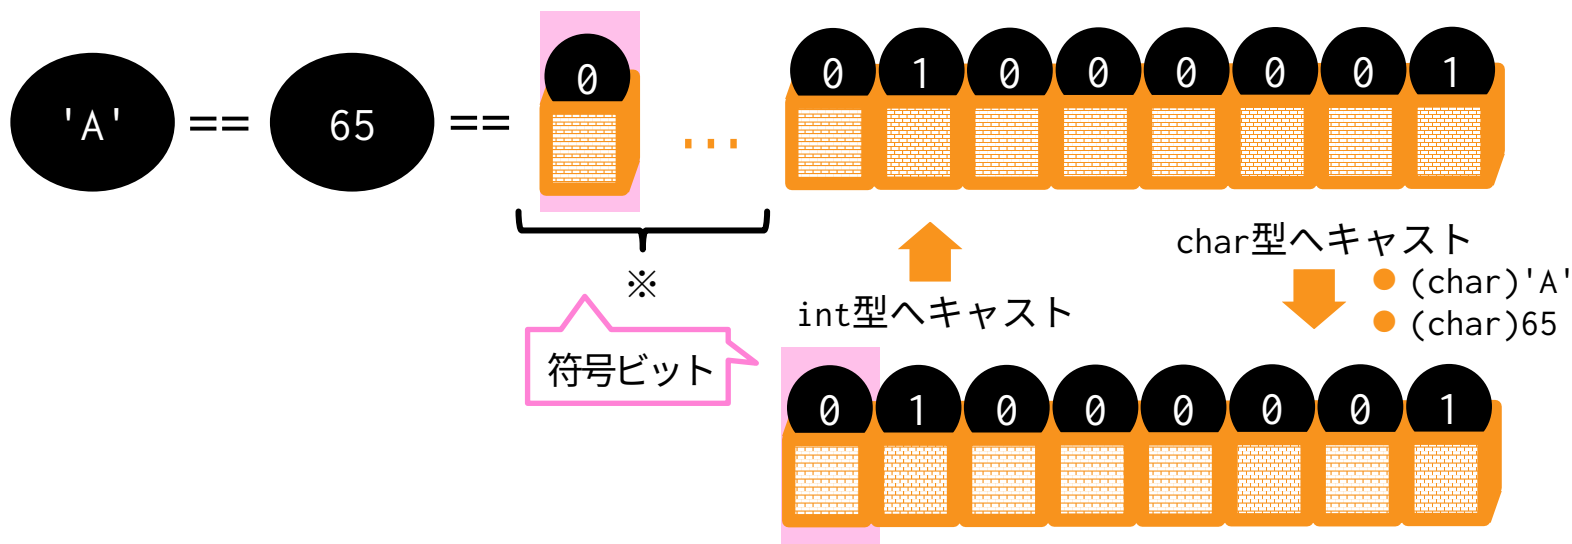 'A' == 65 == 0 … 0 1 0 0 0 0 0 1
※
char型へキャスト
● (char)'A'
● (char)65
int型へキャスト
符号ビット
0 1 0 0 0 0 0 1